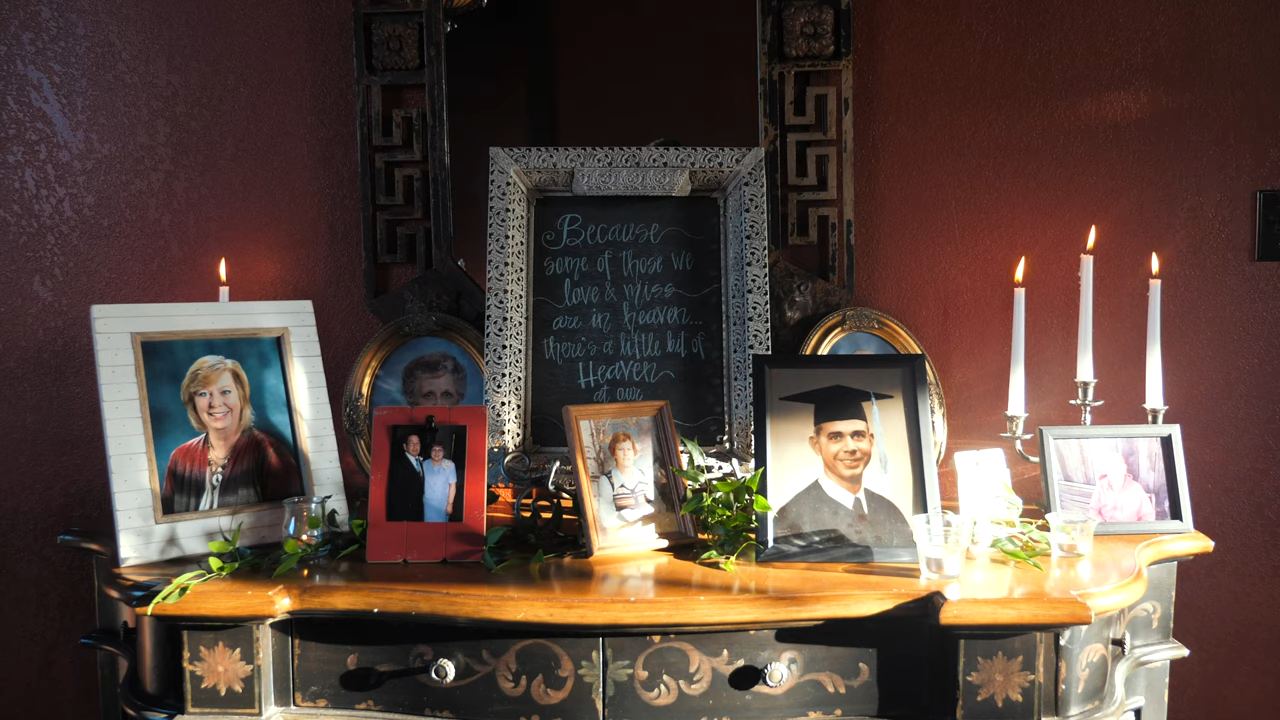 Because
some of those we
love & miss
are in heaven...
there's a little bit of
Heaven
at our